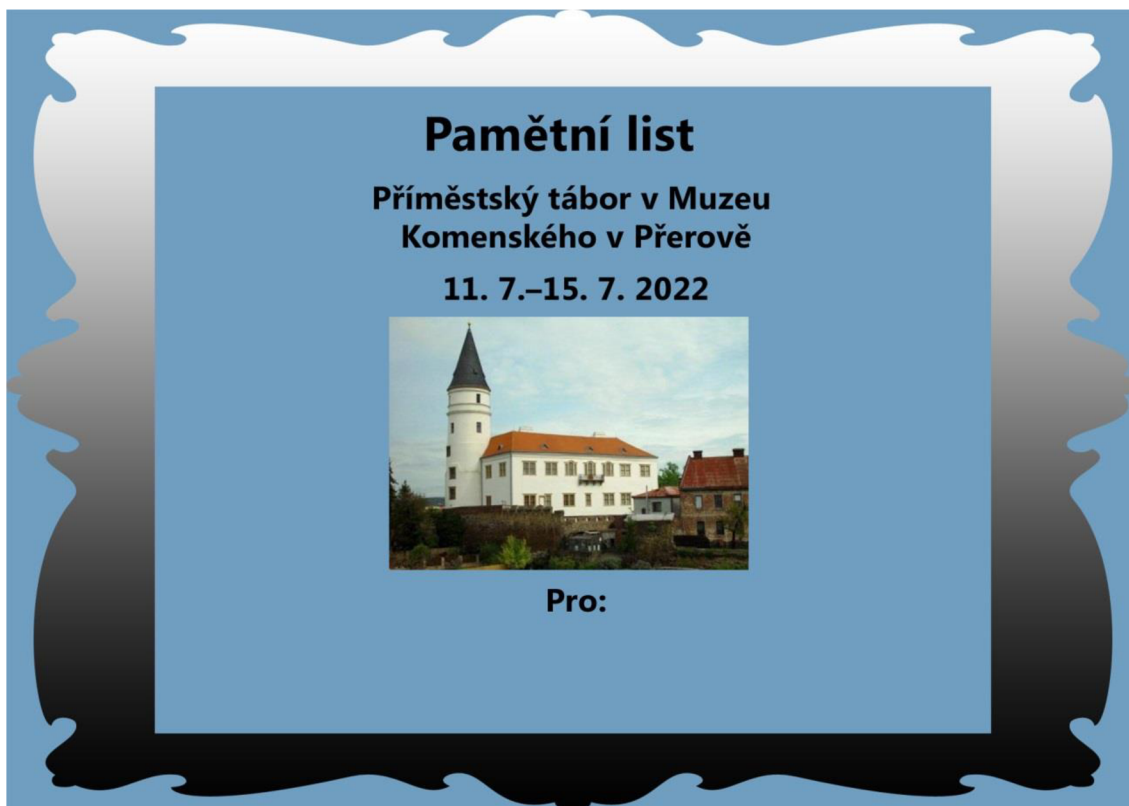 Pamětní list
Příměstský tábor v Muzeu
Komenského v Přerově
11. 7.–15. 7. 2022
Pro: